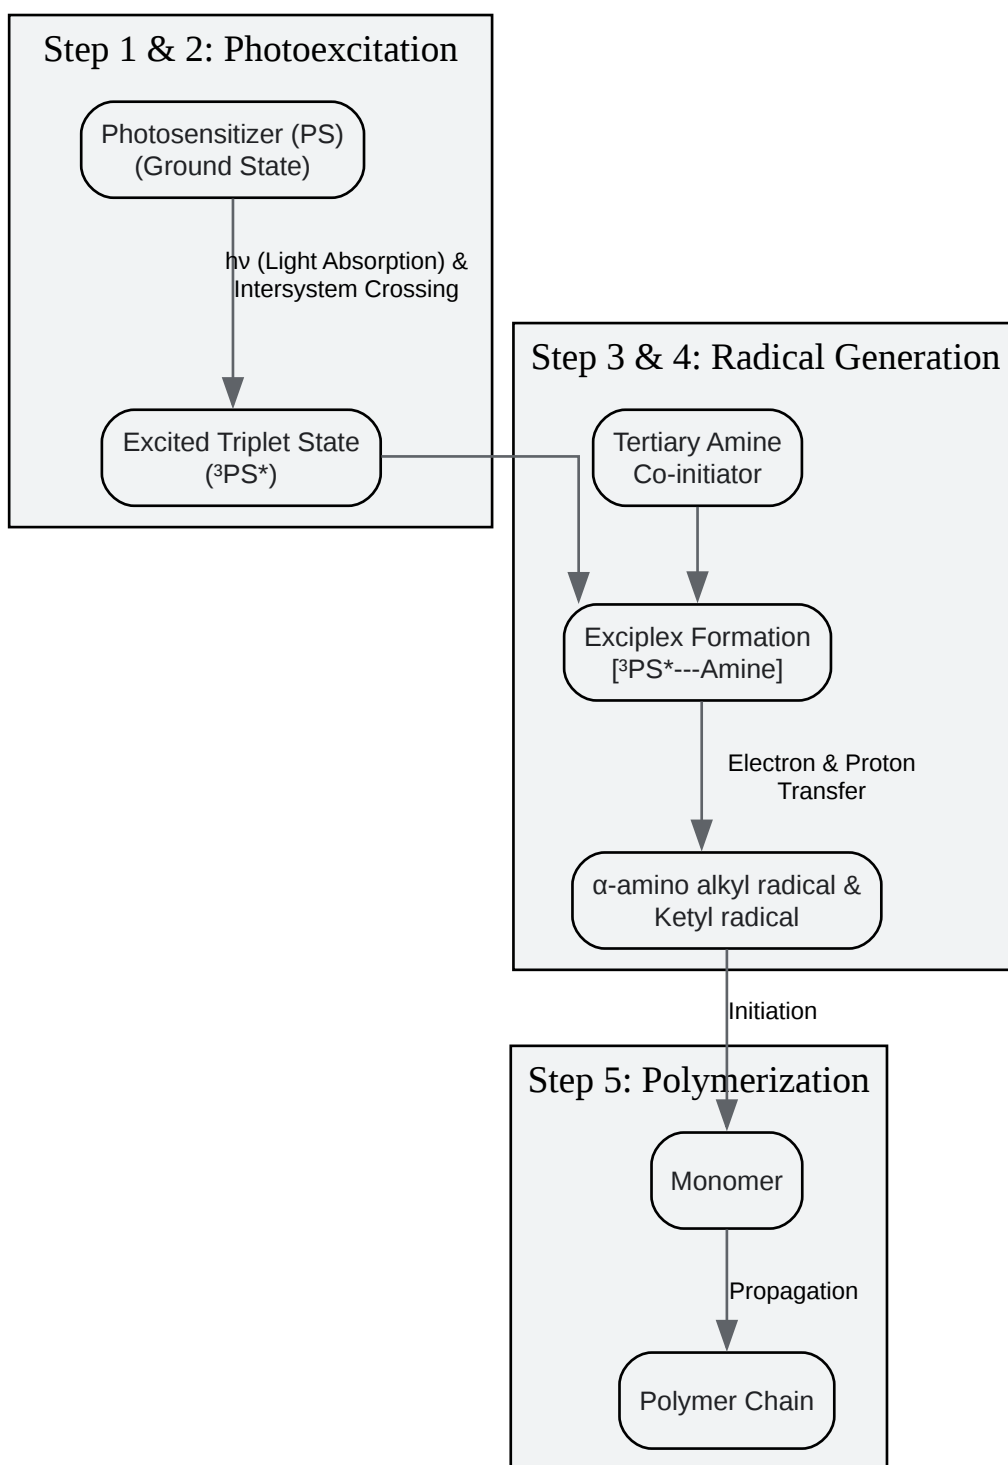 Step 1 & 2: Photoexcitation
Photosensitizer (PS)
(Ground State)
hν (Light Absorption) &
Intersystem Crossing
Excited Triplet State
(³PS*)
Step 3 & 4: Radical Generation
Tertiary Amine
Co-initiator
Exciplex Formation
[³PS*---Amine]
Electron & Proton
Transfer
α-amino alkyl radical &
Ketyl radical
Initiation
Step 5: Polymerization
Monomer
Propagation
Polymer Chain